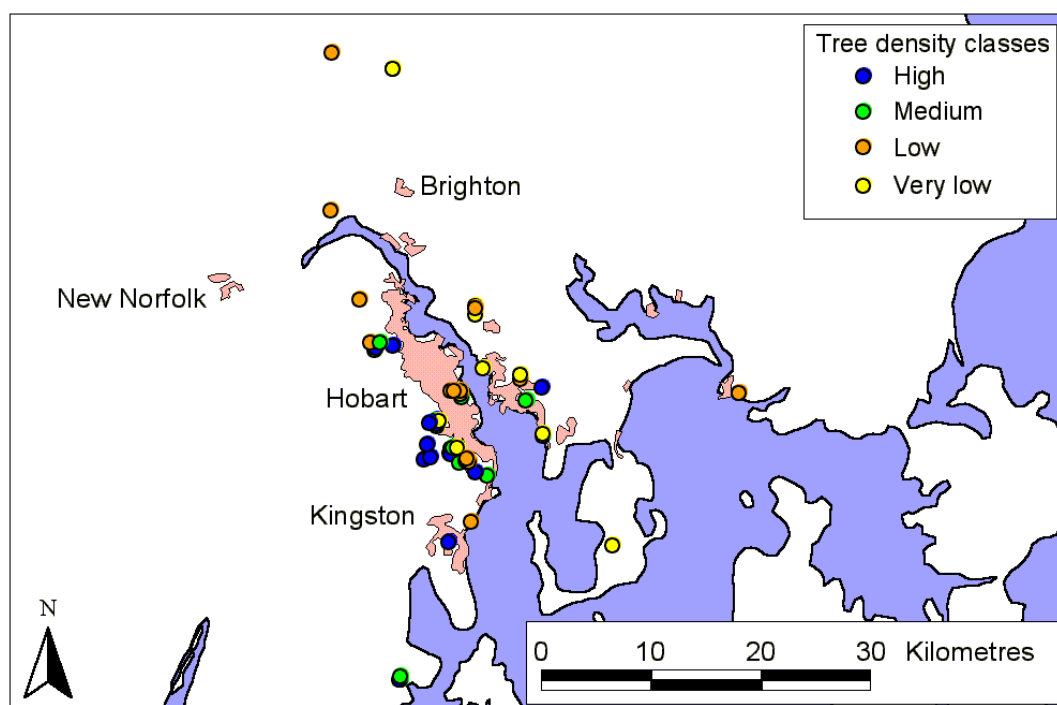 Tree density classes
High
Medium
Low
Very low
Brighton
New Norfolk
Hobart
Kingston
N
0 10 20 30 Kilometres